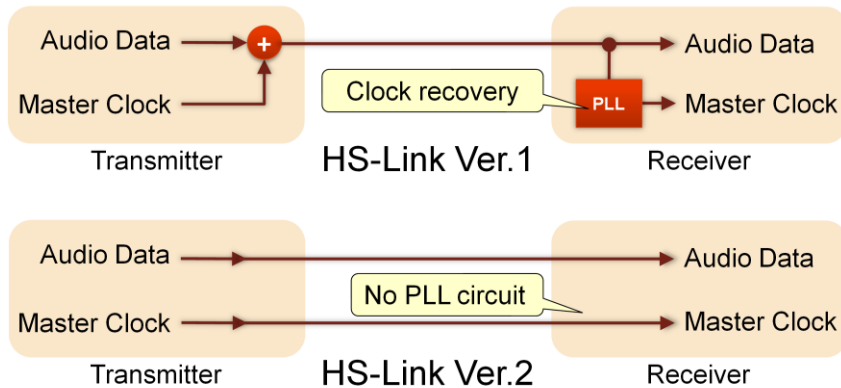 Audio Data
+
Audio Data
Clock recovery
PLL
Master Clock
Master Clock
Transmitter
HS-Link Ver.1
Receiver
Audio Data
Audio Data
No PLL circuit
Master Clock
Master Clock
Transmitter
HS-Link Ver.2
Receiver